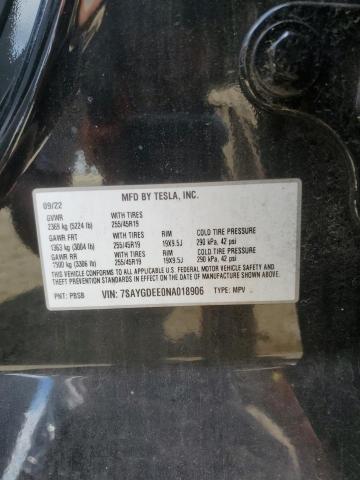 MFD BY TESLA, INC.
09/22
GVWR WITH TIRES
2369 kg (5224 lb) 255/45R19
GAWR FRT WITH TIRES RIM COLD TIRE PRESSURE
1363 kg (3004 lb) 255/45R19 19X9.5J 290 kPa, 42 psi
GAWR RR WITH TIRES RIM COLD TIRE PRESSURE
1500 kg (3306 lb) 255/45R19 19X9.5J 290 kPa, 42 psi
THIS VEHICLE CONFORMS TO ALL APPLICABLE U.S. FEDERAL MOTOR VEHICLE SAFETY AND
THEFT PREVENTION STANDARDS IN EFFECT ON THE DATE OF MANUFACTURE SHOWN ABOVE.
PNT: PBSB VIN: 7SAYGDEE0NA018906 TYPE: MPV